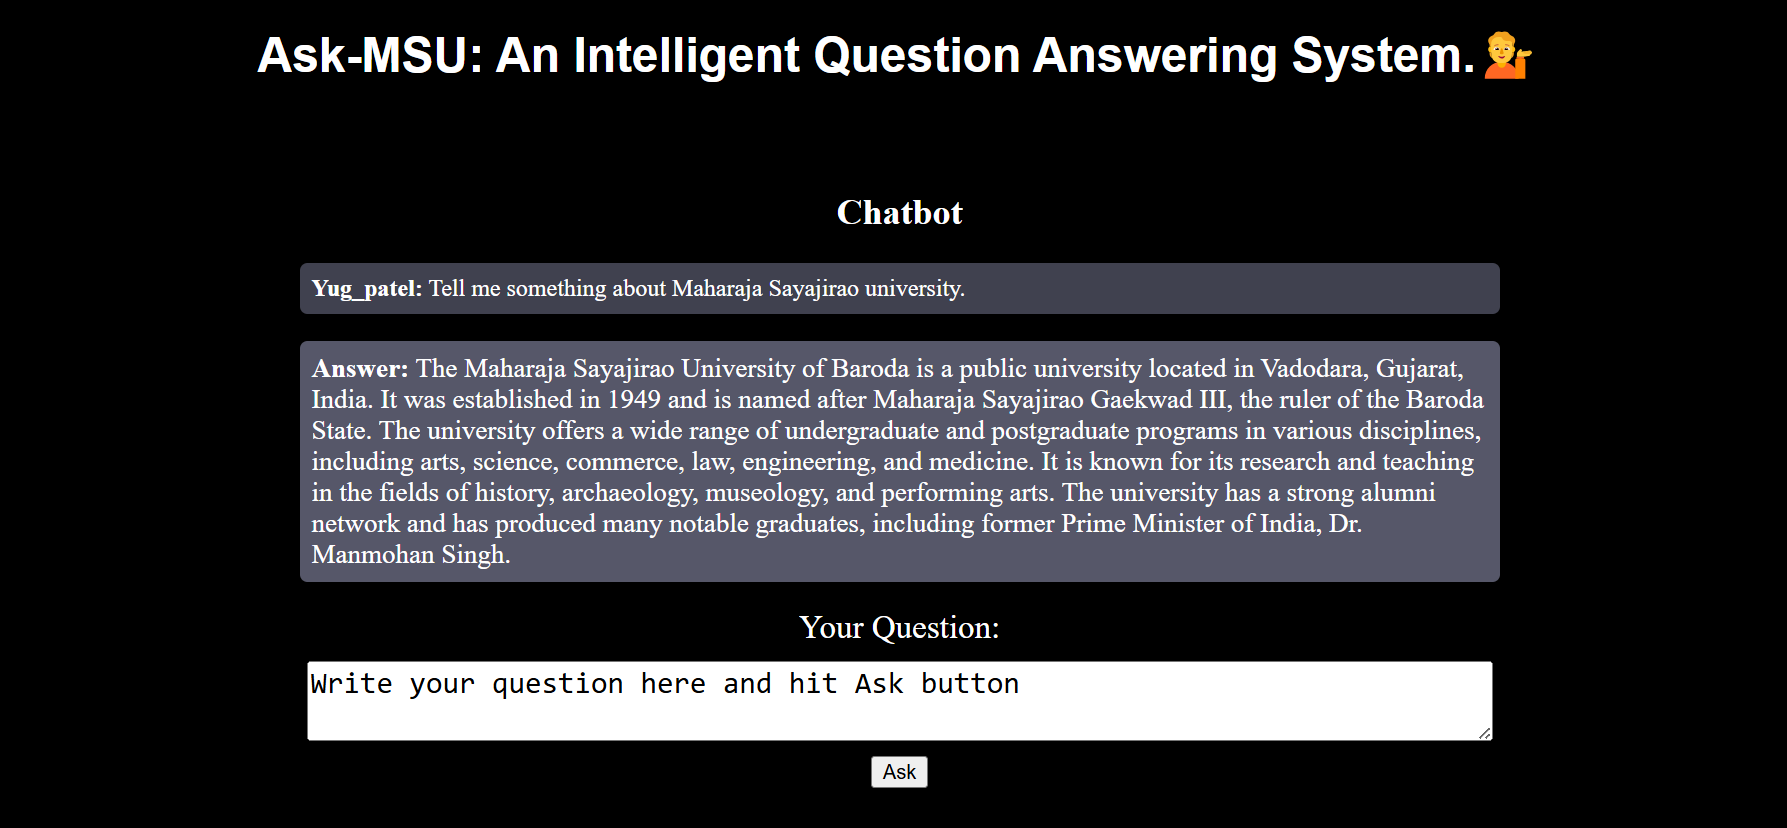 Ask-MSU: An Intelligent Question Answering System.💁
Chatbot
Yug_patel: Tell me something about Maharaja Sayajirao university.
Answer: The Maharaja Sayajirao University of Baroda is a public university located in Vadodara, Gujarat,
India. It was established in 1949 and is named after Maharaja Sayajirao Gaekwad III, the ruler of the Baroda
State. The university offers a wide range of undergraduate and postgraduate programs in various disciplines,
including arts, science, commerce, law, engineering, and medicine. It is known for its research and teaching
in the fields of history, archaeology, museology, and performing arts. The university has a strong alumni
network and has produced many notable graduates, including former Prime Minister of India, Dr.
Manmohan Singh.
Your Question:
Write your question here and hit Ask button
Ask